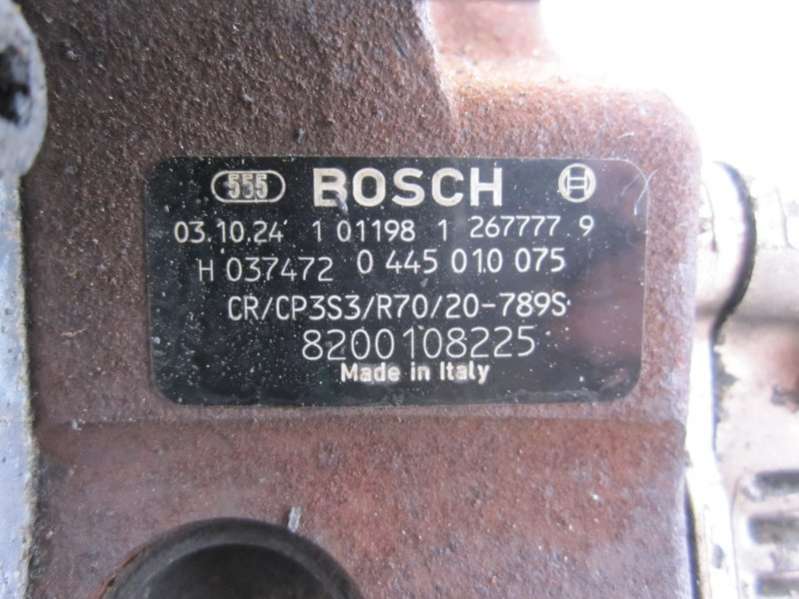 555 BOSCH
03.10.24 1 01198 1 267777 9
H 037472 0 445 010 075
CR/CP3S3/R70/20-789S
8200108225
Made in Italy